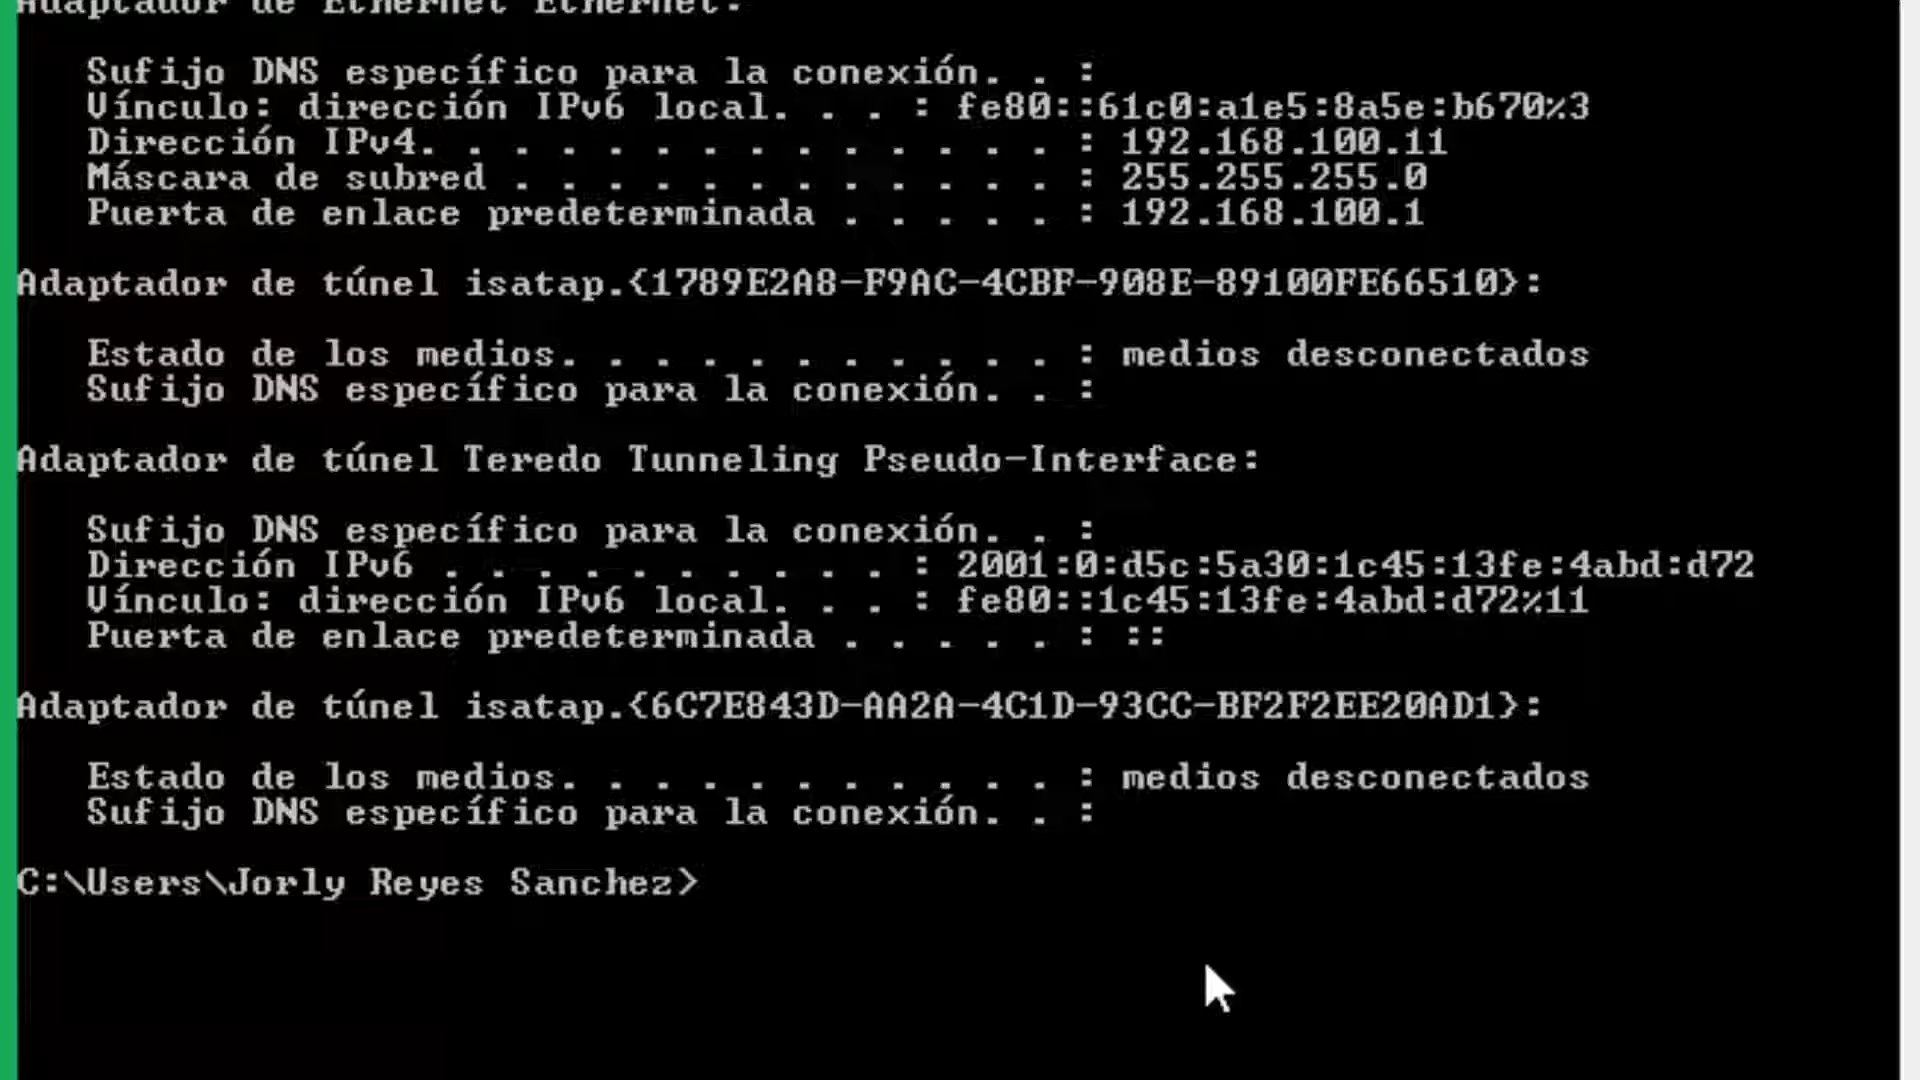 Adaptador de Ethernet Ethernet:
Sufijo DNS específico para la conexión. . :
Vínculo: dirección IPv6 local. . . : fe80::61c0:a1e5:8a5e:b670%3
Dirección IPv4. . . . . . . . . . . . . . : 192.168.100.11
Máscara de subred . . . . . . . . . . . . : 255.255.255.0
Puerta de enlace predeterminada . . . . . : 192.168.100.1
Adaptador de túnel isatap.{1789E2A8-F9AC-4CBF-908E-89100FE66510}:
Estado de los medios. . . . . . . . . . . : medios desconectados
Sufijo DNS específico para la conexión. . :
Adaptador de túnel Teredo Tunneling Pseudo-Interface:
Sufijo DNS específico para la conexión. . :
Dirección IPv6 . . . . . . . . . . : 2001:0:d5c:5a30:1c45:13fe:4abd:d72
Vínculo: dirección IPv6 local. . . : fe80::1c45:13fe:4abd:d72%11
Puerta de enlace predeterminada . . . . . : ::
Adaptador de túnel isatap.{6C7E843D-AA2A-4C1D-93CC-BF2F2EE20AD1}:
Estado de los medios. . . . . . . . . . . : medios desconectados
Sufijo DNS específico para la conexión. . :
C:\Users\Jorly Reyes Sanchez>